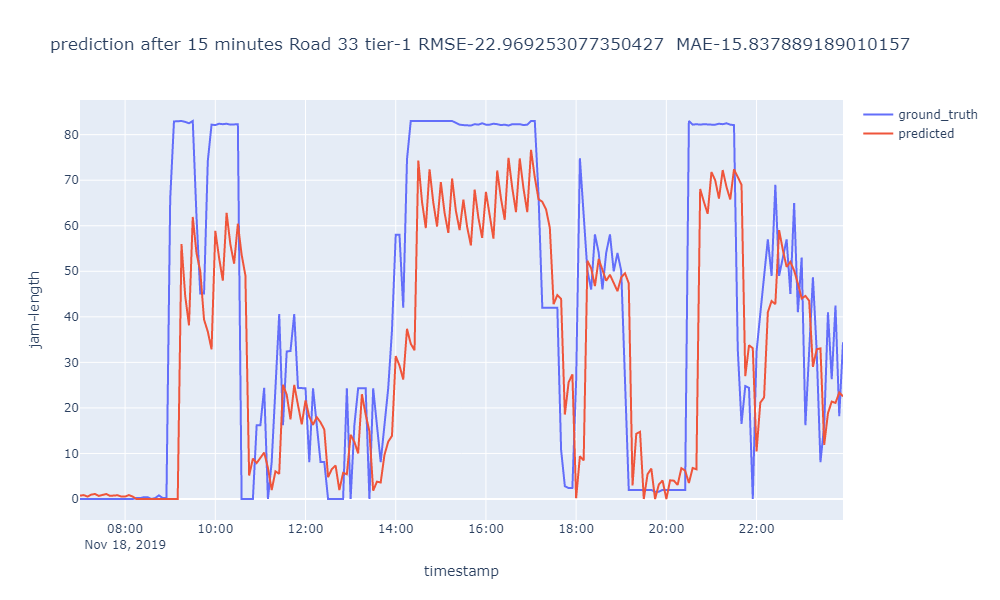 prediction after 15 minutes Road 33 tier-1 RMSE-22.969253077350427  MAE-15.837889189010157
ground_truth
predicted
jam-length
80
70
60
50
40
30
20
10
0
08:00 10:00 12:00 14:00 16:00 18:00 20:00 22:00
Nov 18, 2019
timestamp